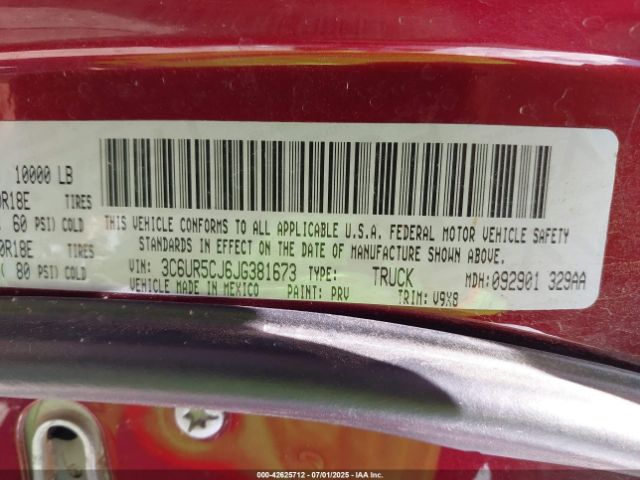 10000 LB
0R18E TIRES
60 PSI) COLD
0R18E TIRES
( 80 PSI) COLD
THIS VEHICLE CONFORMS TO ALL APPLICABLE U.S.A. FEDERAL MOTOR VEHICLE SAFETY
STANDARDS IN EFFECT ON THE DATE OF MANUFACTURE SHOWN ABOVE.
VIN: 3C6UR5CJ6JG381673 TYPE: TRUCK MDH:092901 329AA
VEHICLE MADE IN MEXICO PAINT: PRV TRIM: V9X8
000-42625712 - 07/01/2025 - IAAI.COM